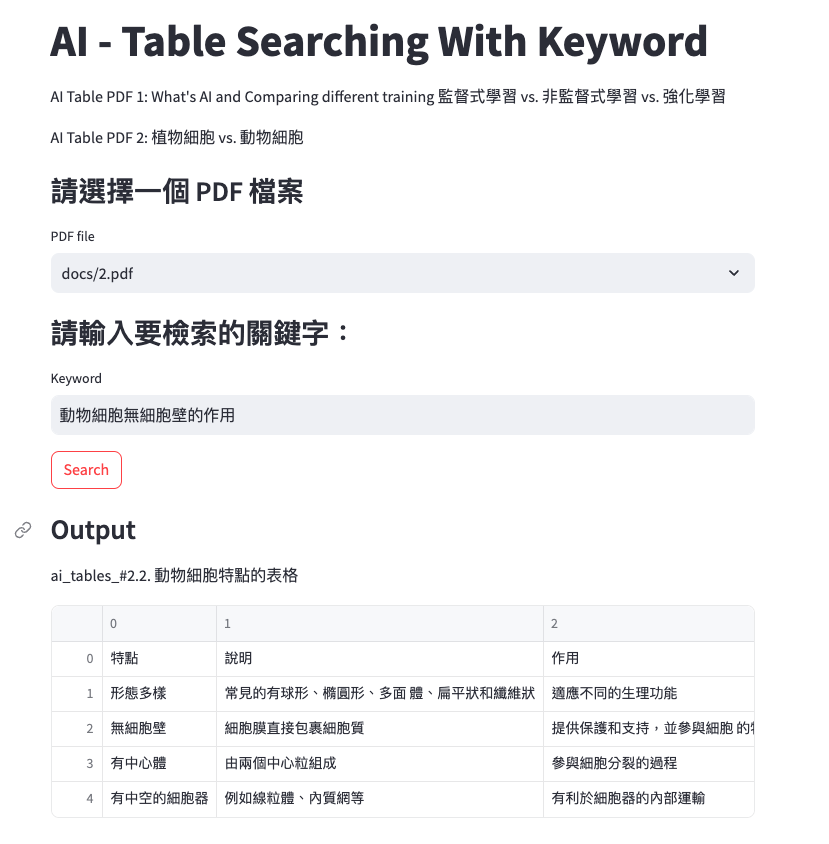 AI - Table Searching With Keyword
AI Table PDF 1: What's AI and Comparing different training 監督式學習 vs. 非監督式學習 vs. 強化學習
AI Table PDF 2: 植物細胞 vs. 動物細胞
請選擇一個 PDF 檔案
PDF file
docs/2.pdf
請輸入要檢索的關鍵字：
Keyword
動物細胞無細胞壁的作用
Search
Output
ai_tables_#2.2. 動物細胞特點的表格
0 1 2
0 特點 說明 作用
1 形態多樣 常見的有球形、橢圓形、多面 體、扁平狀和纖維狀 適應不同的生理功能
2 無細胞壁 細胞膜直接包裹細胞質 提供保護和支持，並參與細胞 的
3 有中心體 由兩個中心粒組成 參與細胞分裂的過程
4 有中空的細胞器 例如線粒體、內質網等 有利於細胞器的內部運輸